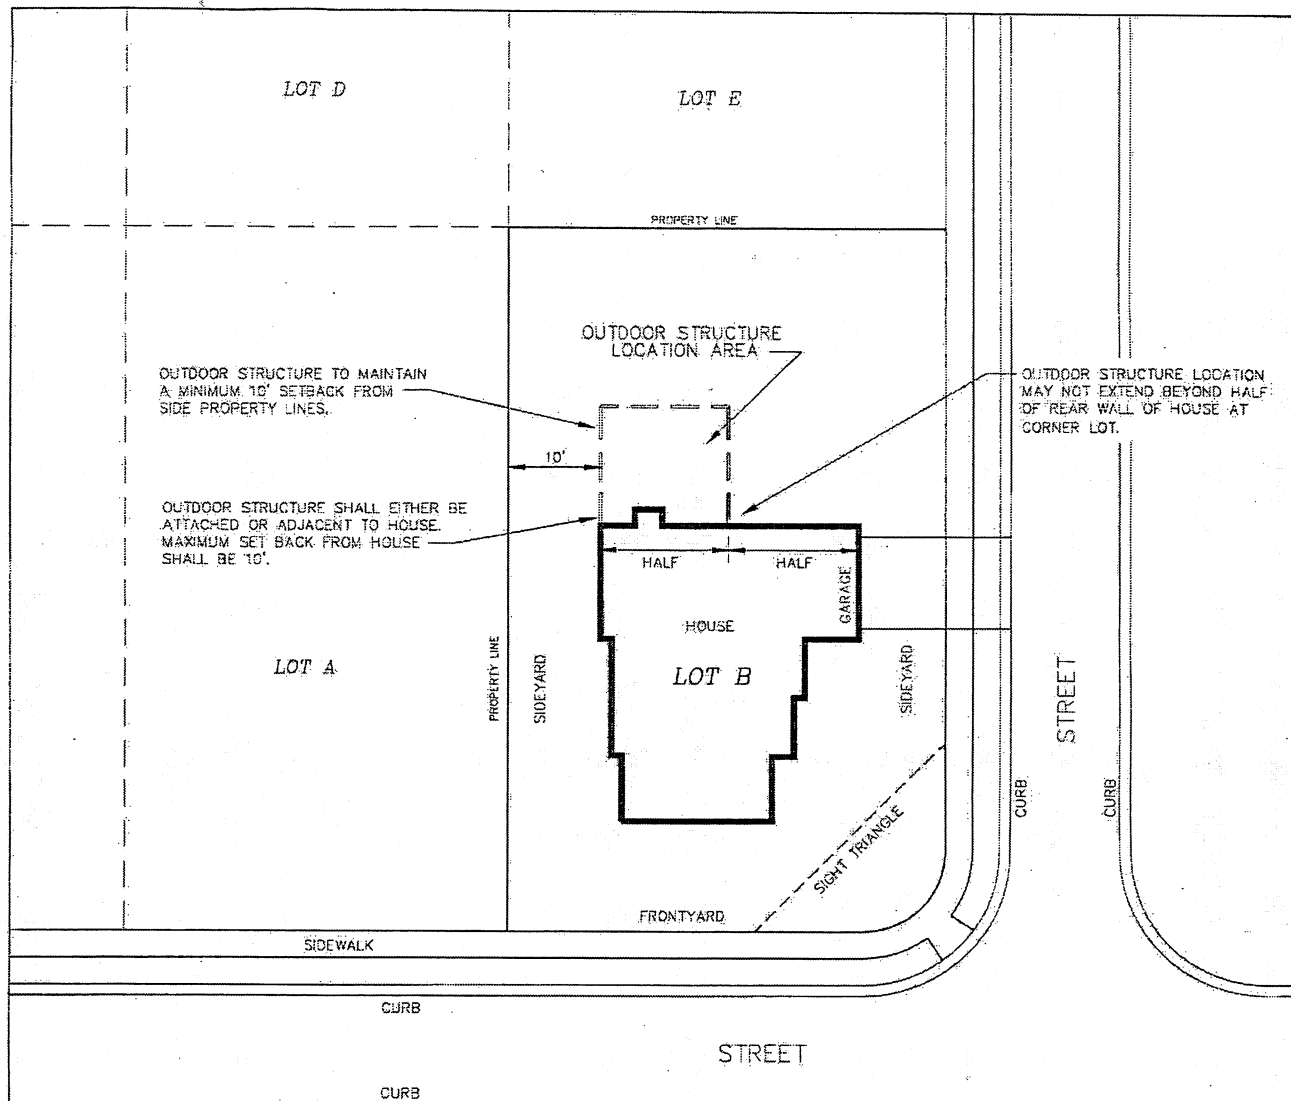 LOT D
LOT E
PROPERTY LINE
OUTDOOR STRUCTURE
LOCATION AREA
OUTDOOR STRUCTURE TO MAINTAIN
A MINIMUM 10' SETBACK FROM
SIDE PROPERTY LINES.
OUTDOOR STRUCTURE LOCATION
MAY NOT EXTEND BEYOND HALF
OF REAR WALL OF HOUSE AT
CORNER LOT.
10'
OUTDOOR STRUCTURE SHALL EITHER BE
ATTACHED OR ADJACENT TO HOUSE.
MAXIMUM SET BACK FROM HOUSE
SHALL BE 10'.
HALF
HALF
GARAGE
HOUSE
LOT A
LOT B
PROPERTY LINE
SIDEYARD
SIDEYARD
STREET
CURB
CURB
SIGHT TRIANGLE
FRONTYARD
SIDEWALK
CURB
STREET
CURB